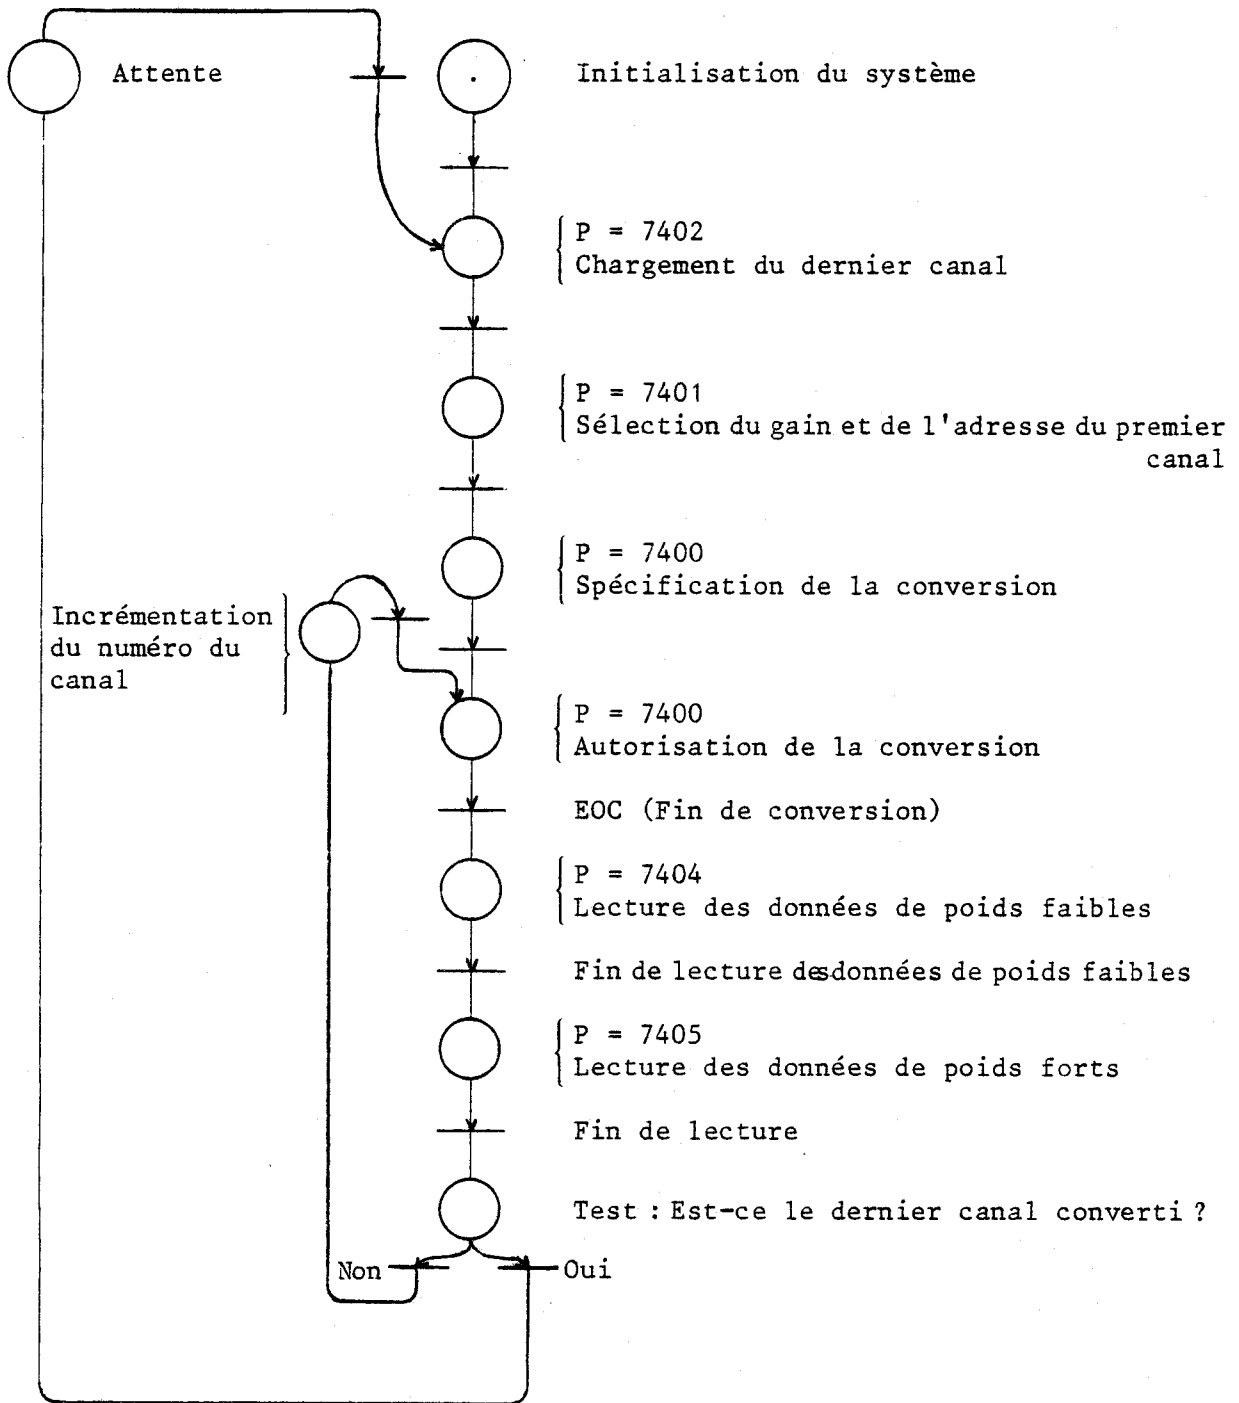 Attente
Initialisation du système
P = 7402
Chargement du dernier canal
P = 7401
Sélection du gain et de l'adresse du premier
canal
P = 7400
Spécification de la conversion
Incrémentation
du numéro du
canal
P = 7400
Autorisation de la conversion
EOC (Fin de conversion)
P = 7404
Lecture des données de poids faibles
Fin de lecture des données de poids faibles
P = 7405
Lecture des données de poids forts
Fin de lecture
Test : Est-ce le dernier canal converti ?
Non
Oui